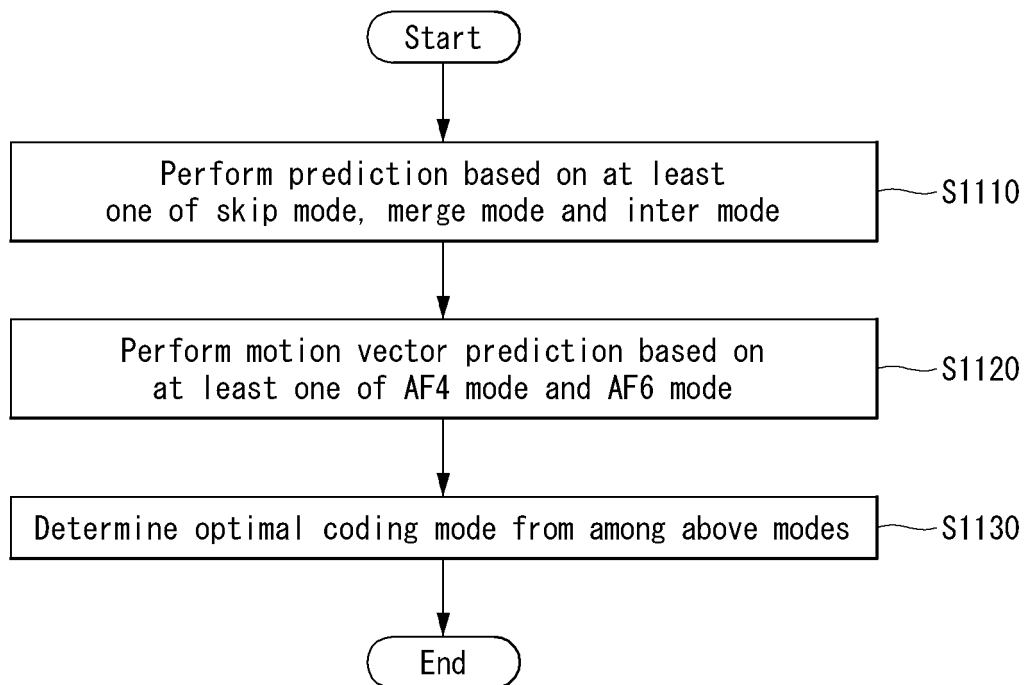 Start
Perform prediction based on at least
one of skip mode, merge mode and inter mode
S1110
Perform motion vector prediction based on
at least one of AF4 mode and AF6 mode
S1120
Determine optimal coding mode from among above modes
S1130
End